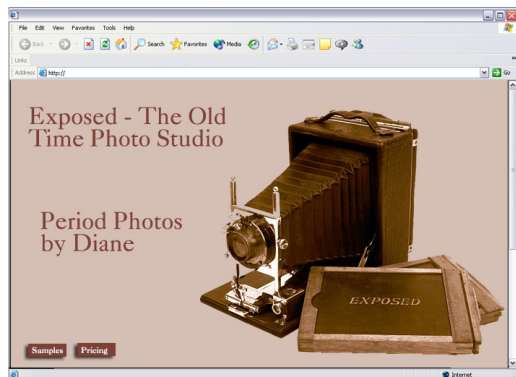 File Edit View Favorites Tools Help
Back Search Favorites Media
Links
Address http:// Go
Exposed - The Old
Time Photo Studio
Period Photos
by Diane
EXPOSED
Samples Pricing
Internet